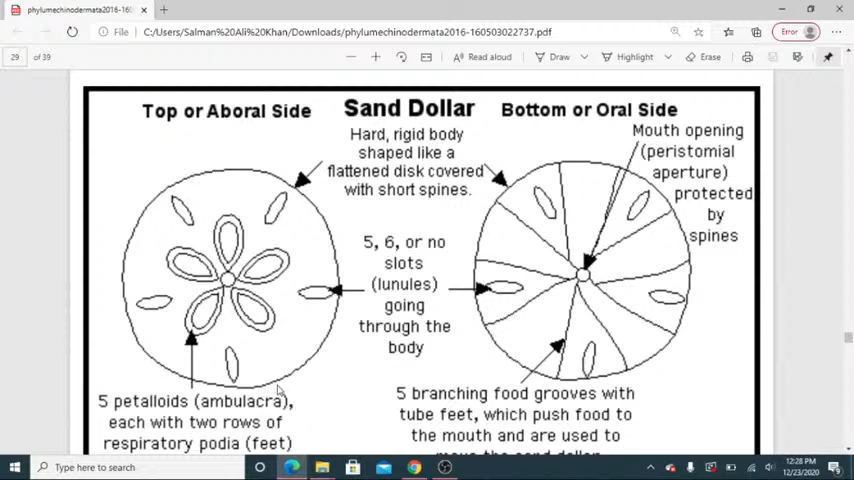 phylumechinodermata2016-160
File
C:/Users/Salman%20Ali%20Khan/Downloads/phylumechinodermata2016-160503022737.pdf
Error
29
of 39
Read aloud
Draw
Highlight
Erase
Top or Aboral Side
Sand Dollar
Bottom or Oral Side
Hard, rigid body
shaped like a
flattened disk covered
with short spines.
Mouth opening
(peristomial
aperture)
protected
by
spines
5, 6, or no
slots
(lunules)
going
through the
body
5 petalloids (ambulacra),
each with two rows of
respiratory podia (feet)
5 branching food grooves with
tube feet, which push food to
the mouth and are used to
move the sand dollar
Type here to search
12:28 PM
12/23/2020